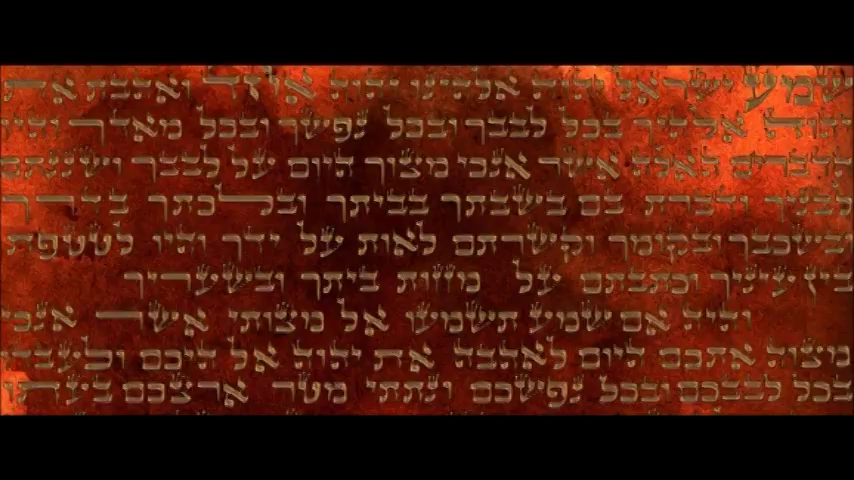 שמע ישראל יהוה אלהינו יהוה אחד ואהבת את
יהוה אלהיך בכל לבבך ובכל נפשך ובכל מאדך והיו
הדברים האלה אשר אנכי מצוך היום על לבבך ושננתם
לבניך ודברת בם בשבתך בביתך ובלכתך בדרך
ובשכבך ובקומך וקשרתם לאות על ידך והיו לטטפת
בין עיניך וכתבתם על מזזות ביתך ובשעריך
והיה אם שמע תשמעו אל מצותי אשר אנכי
מצוה אתכם היום לאהבה את יהוה אלהיכם ולעבדו
בכל לבבכם ובכל נפשכם ונתתי מטר ארצכם בעתו